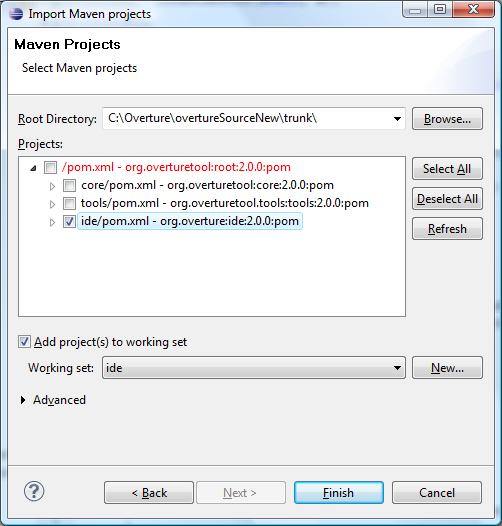 Import Maven projects
Maven Projects
Select Maven projects
Root Directory: C:\Overture\overtureSourceNew\trunk\ Browse...
Projects:
/pom.xml - org.overturetool:root:2.0.0:pom Select All
core/pom.xml - org.overturetool:core:2.0.0:pom
tools/pom.xml - org.overturetool.tools:tools:2.0.0:pom Deselect All
ide/pom.xml - org.overture:ide:2.0.0:pom Refresh
Add project(s) to working set
Working set: ide New...
Advanced
? < Back Next > Finish Cancel